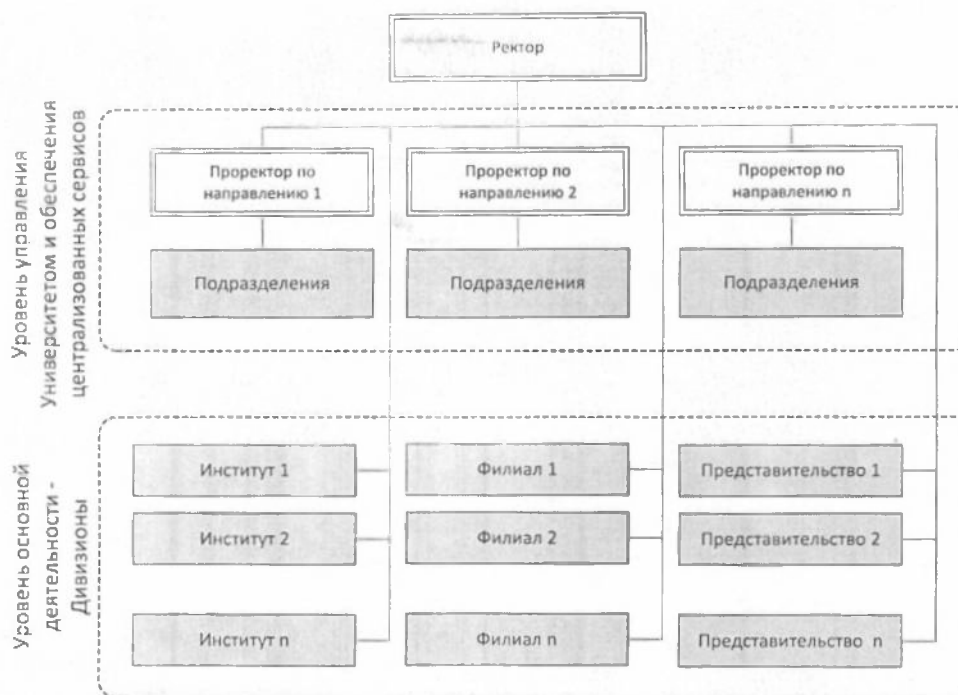 Ректор
Уровень управления
Университетом и обеспечения
централизованных сервисов
Проректор по
направлению 1
Проректор по
направлению 2
Проректор по
направлению n
Подразделения
Подразделения
Подразделения
Уровень основной
деятельности -
Дивизионы
Институт 1
Филиал 1
Представительство 1
Институт 2
Филиал 2
Представительство 2
Институт n
Филиал n
Представительство n